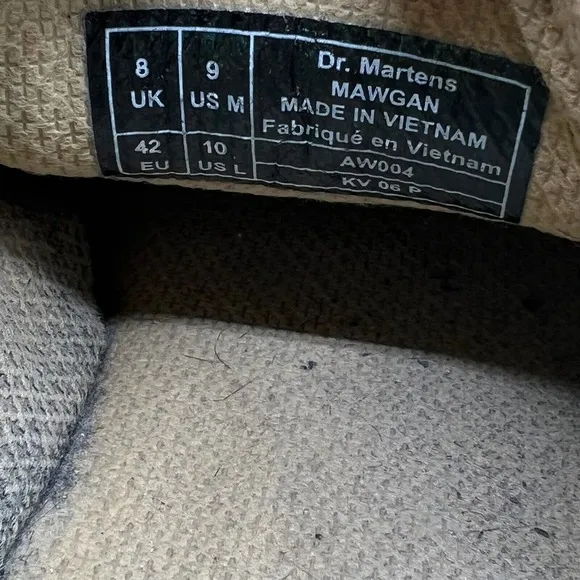 8 UK
9 US M
42 EU
10 US L
Dr. Martens
MAWGAN
MADE IN VIETNAM
Fabriqué en Vietnam
AW004
KV 06 P